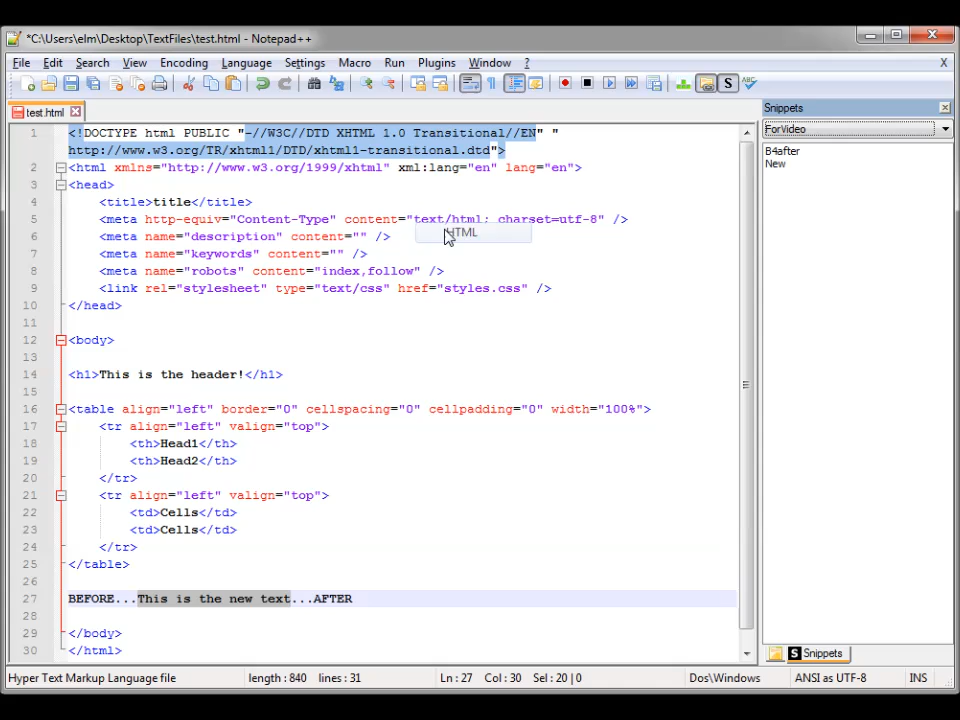 *C:\Users\elm\Desktop\TextFiles\test.html - Notepad++
File Edit Search View Encoding Language Settings Macro Run Plugins Window ? X
S
test.html
Snippets
ForVideo
B4after
New
1 <!DOCTYPE html PUBLIC "-//W3C//DTD XHTML 1.0 Transitional//EN" "
http://www.w3.org/TR/xhtml1/DTD/xhtml1-transitional.dtd">
2 <html xmlns="http://www.w3.org/1999/xhtml" xml:lang="en" lang="en">
3 <head>
4 <title>title</title>
5 <meta http-equiv="Content-Type" content="text/html; charset=utf-8" />
6 <meta name="description" content="" />
HTML
7 <meta name="keywords" content="" />
8 <meta name="robots" content="index,follow" />
9 <link rel="stylesheet" type="text/css" href="styles.css" />
10 </head>
11
12 <body>
13
14 <h1>This is the header!</h1>
15
16 <table align="left" border="0" cellspacing="0" cellpadding="0" width="100%">
17 <tr align="left" valign="top">
18 <th>Head1</th>
19 <th>Head2</th>
20 </tr>
21 <tr align="left" valign="top">
22 <td>Cells</td>
23 <td>Cells</td>
24 </tr>
25 </table>
26
27 BEFORE...This is the new text...AFTER
28
29 </body>
30 </html>
S Snippets
Hyper Text Markup Language file length : 840 lines : 31 Ln : 27 Col : 30 Sel : 20 | 0 Dos\Windows ANSI as UTF-8 INS